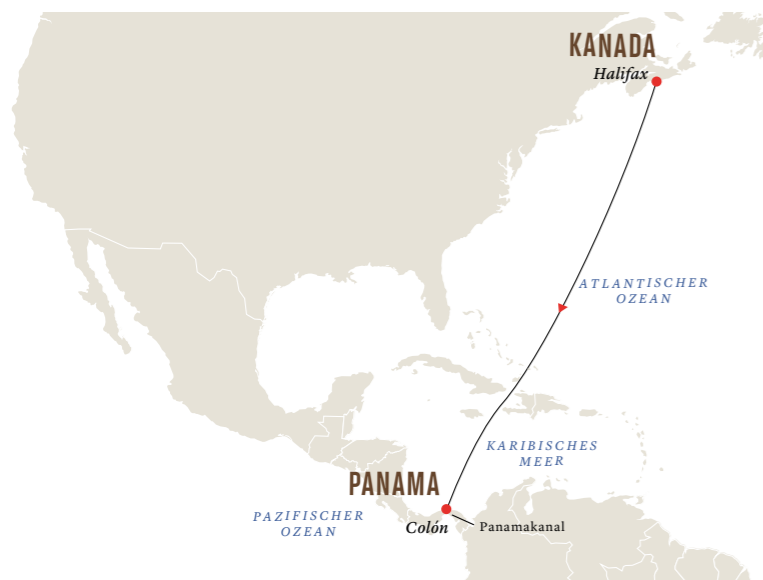 KANADA
Halifax
ATLANTISCHER
OZEAN
KARIBISCHES
MEER
PANAMA
PAZIFISCHER
OZEAN
Colón
Panamakanal